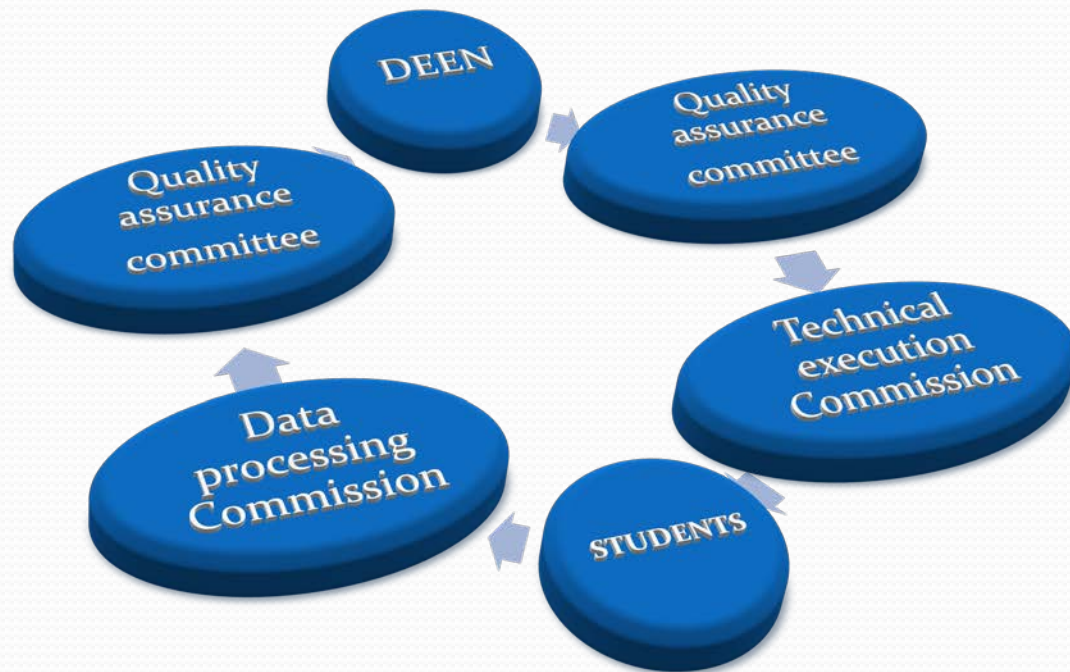 DEEN
Quality
assurance
committee
Technical
execution
Commission
STUDENTS
Data
processing
Commission
Quality
assurance
committee